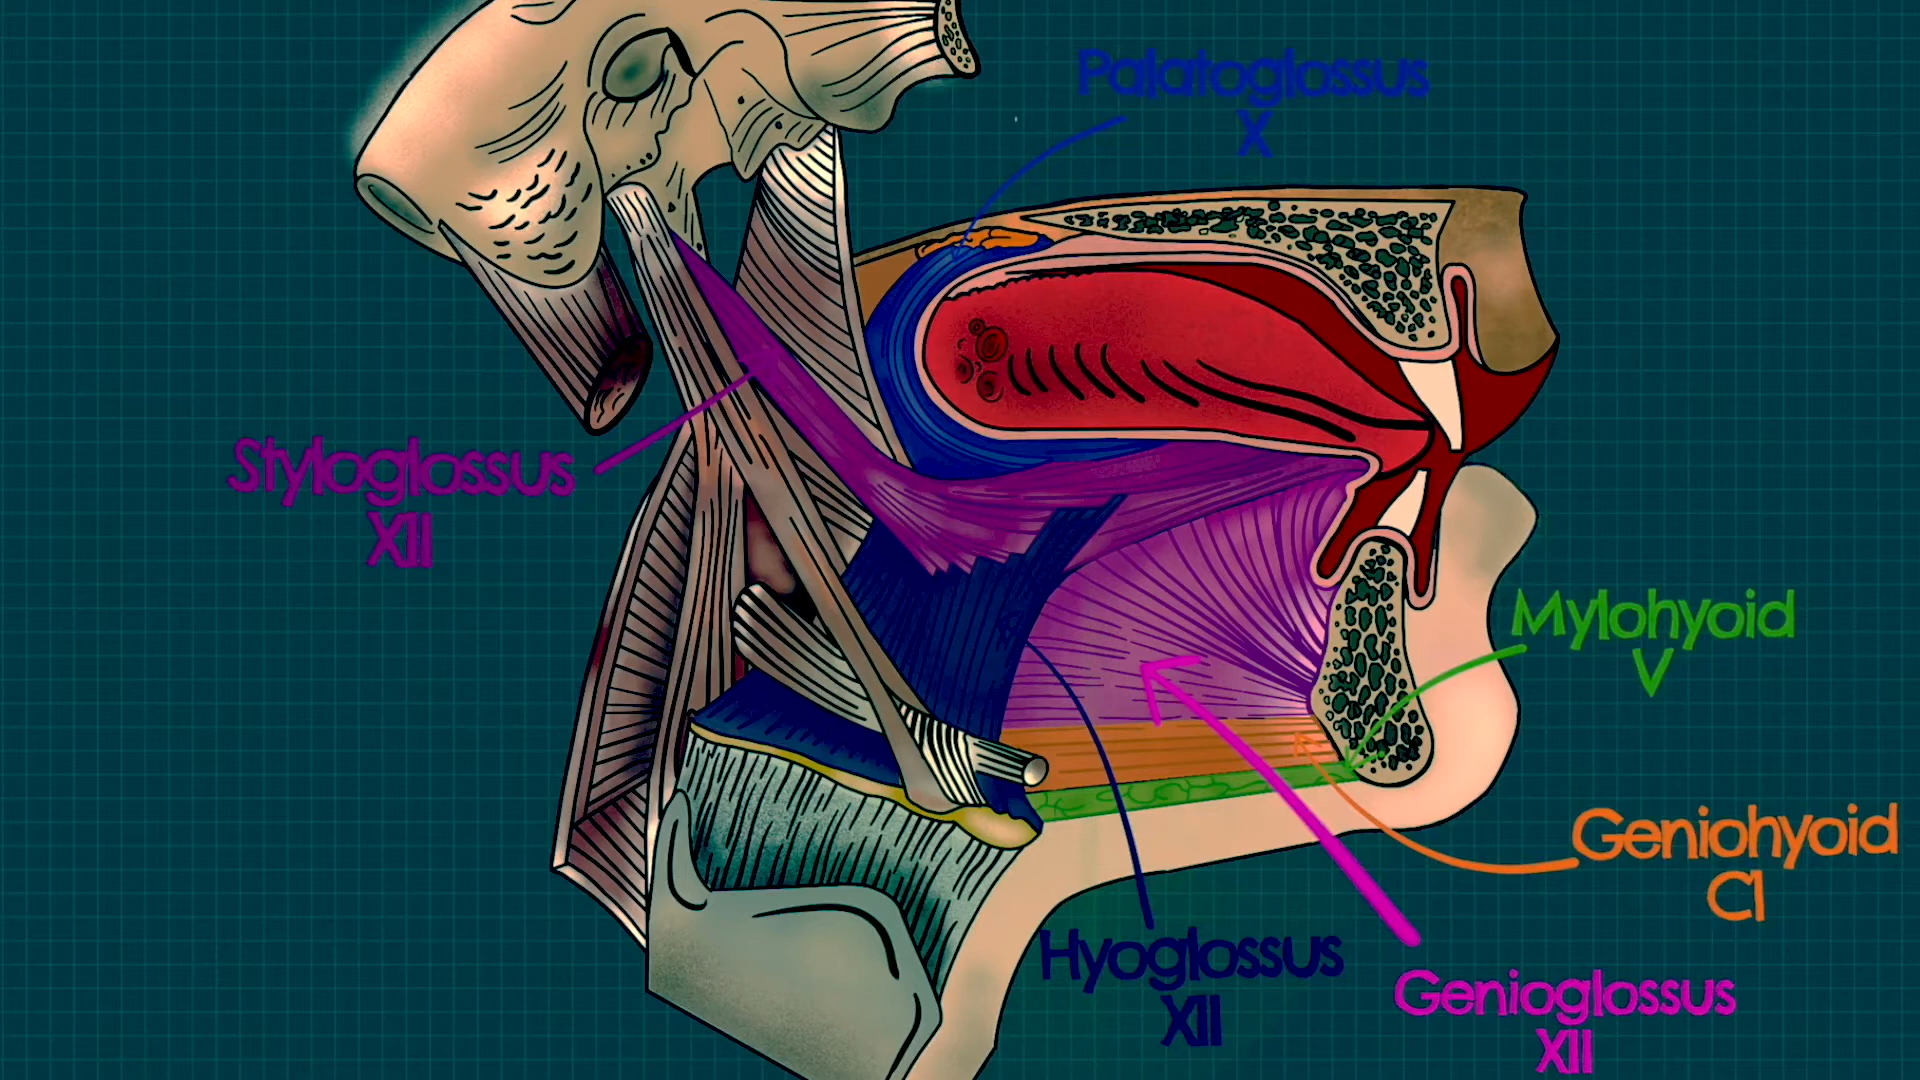 Palatoglossus
X
Styloglossus
XII
Mylohyoid
V
Geniohyoid
C1
Hyoglossus
XII
Genioglossus
XII